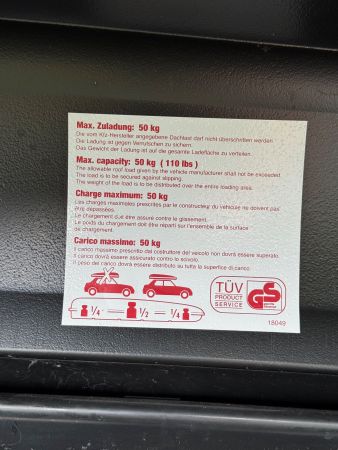 Max. Zuladung: 50 kg
Die vom Kfz-Hersteller angegebene Dachlast darf nicht überschritten werden
Die Ladung ist gegen Verrutschen zu sichern.
Das Gewicht der Ladung ist auf die gesamte Ladefläche zu verteilen.
Max. capacity: 50 kg ( 110 lbs )
The allowable roof load given by the vehicle manufacturer shall not be exceeded
The load is to be secured against slipping.
The weight of the load is to be distributed over the entire loading area.
Charge maximum: 50 kg
Les charges maximales prescrites par le constructeur du véhicule ne doivent pas
être dépassées.
Le chargement doit être assuré contre le glissement.
Le poids du chargement doit être réparti sur l'ensemble de la surface
de chargement.
Carico massimo: 50 kg
Il carico massimo prescritto dal costruttore del veicolo non dovrà essere superato.
Il carico dovrà essere assicurato contro lo scivolo.
Il peso del carico dovrà essere distribuito su tutta la superficie di carico.
1/4 1/2 1/4
TÜV
PRODUCT
SERVICE
GS
18049